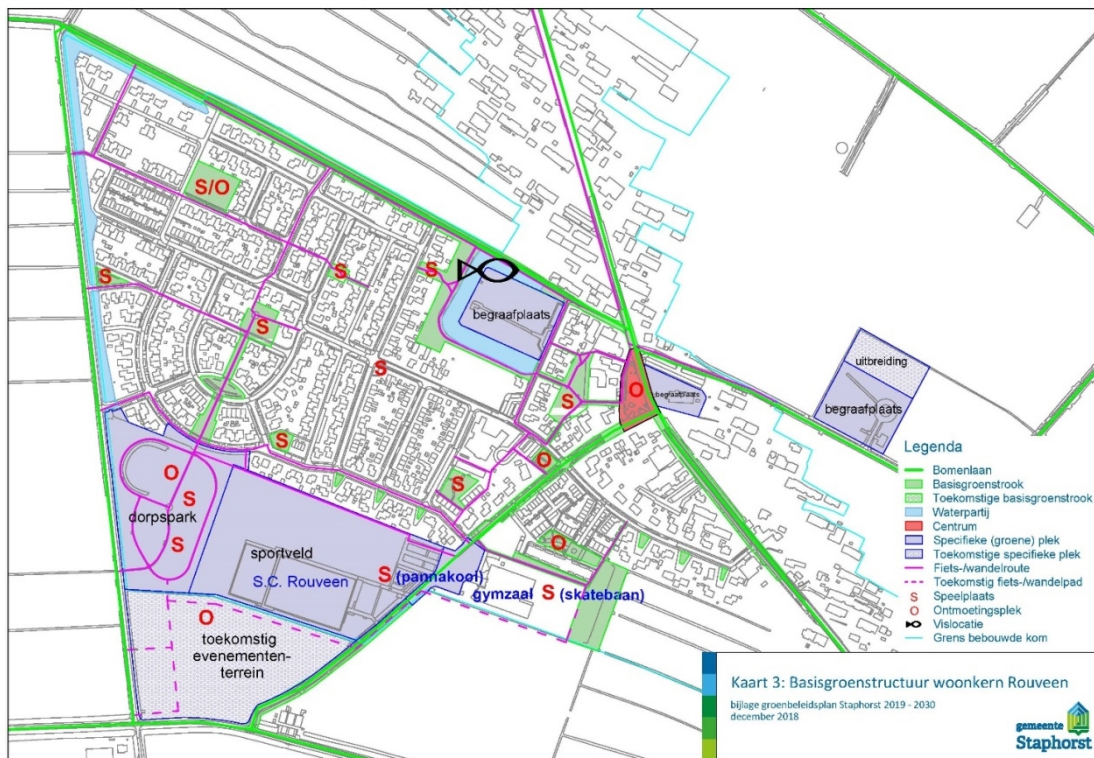 S/O
S
S
S
begraafplaats
S
S
uitbreiding
begraafplaats
O
begraafplaats
S
S
O
S
O
S
dorpspark
S
sportveld
S.C. Rouveen
S (pannakooi)
gymzaal S (skatebaan)
O
O
toekomstig
evenementen-
terrein
Legenda
Bomenlaan
Basisgroenstrook
Toekomstige basisgroenstrook
Waterpartij
Centrum
Specifieke (groene) plek
Toekomstige specifieke plek
Fiets-/wandelroute
Toekomstig fiets-/wandelpad
S Speelplaats
O Ontmoetingsplek
Vislocatie
Grens bebouwde kom
Kaart 3: Basisgroenstructuur woonkern Rouveen
bijlage groenbeleidsplan Staphorst 2019 - 2030
december 2018
gemeente
Staphorst